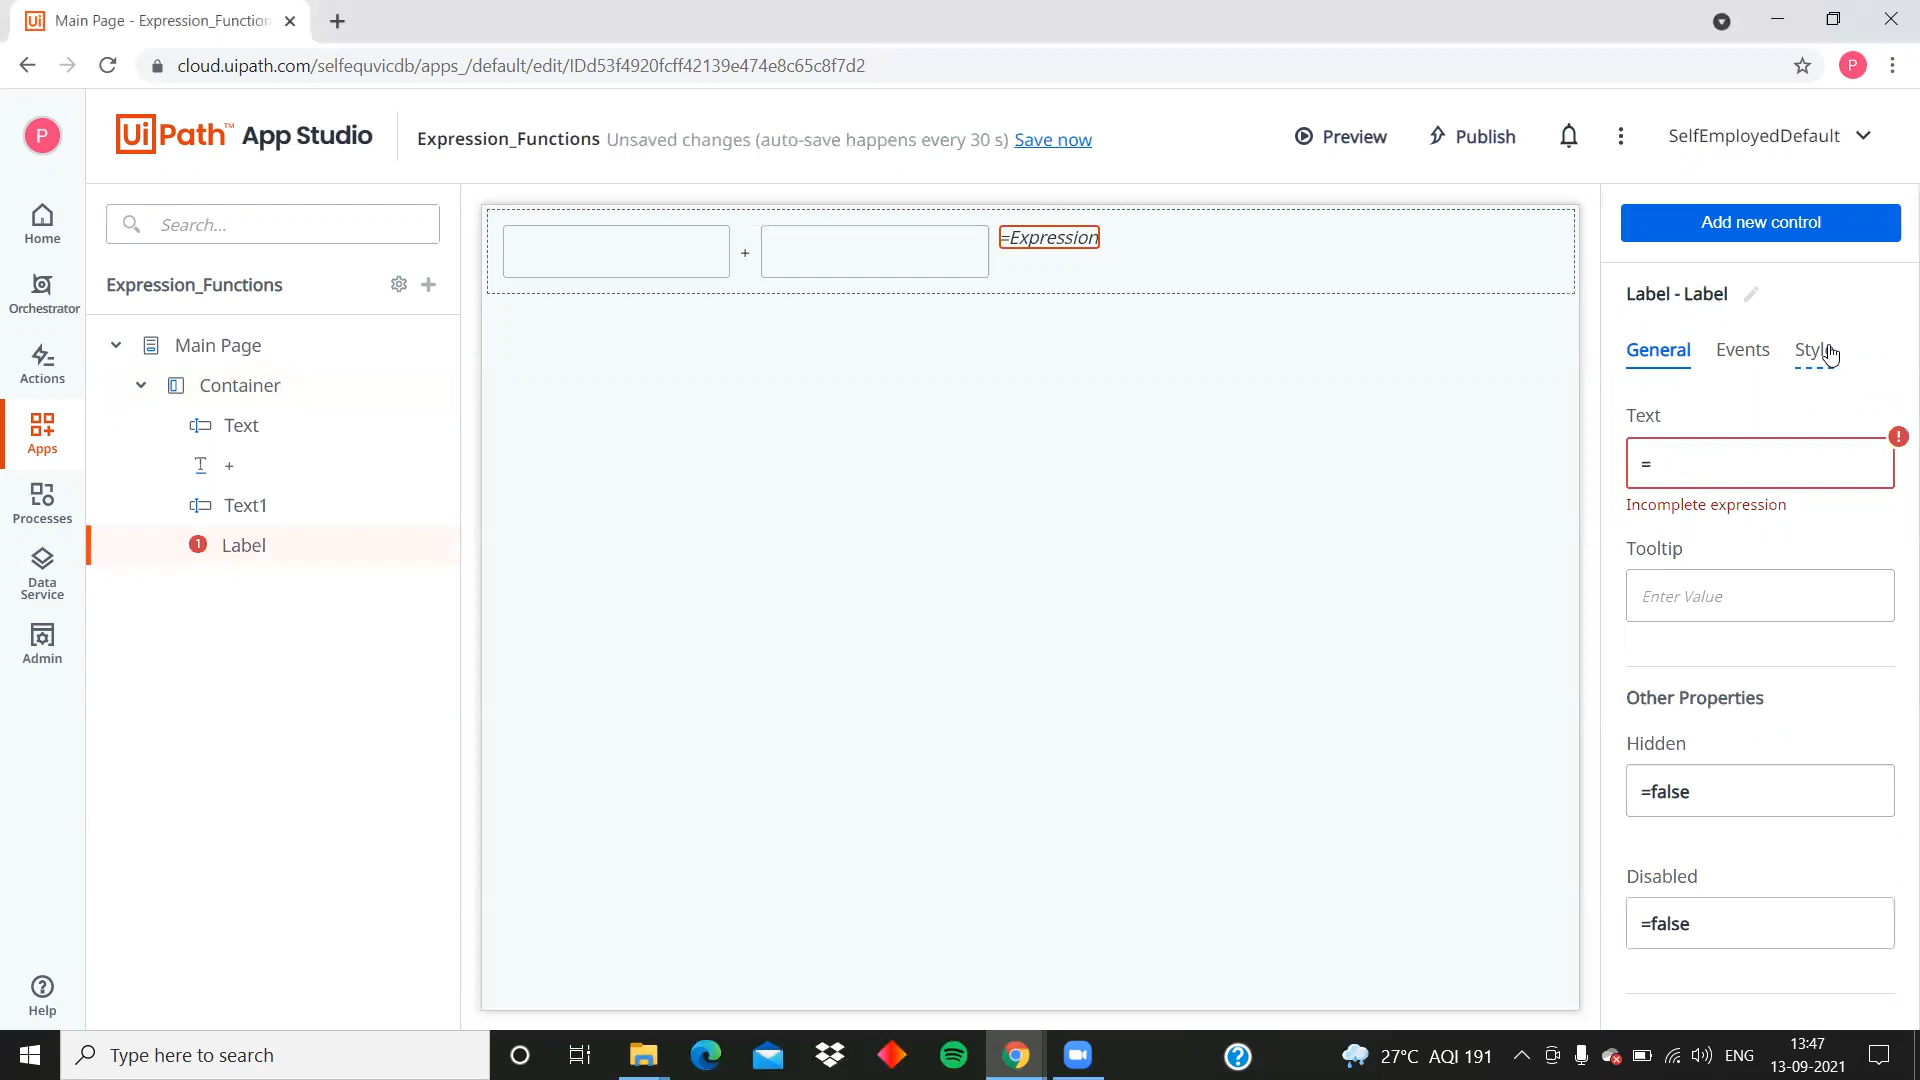 Main Page - Expression_Function
cloud.uipath.com/selfequvicdb/apps_/default/edit/IDd53f4920fcff42139e474e8c65c8f7d2
P
P
UiPath™ App Studio
Expression_Functions Unsaved changes (auto-save happens every 30 s) Save now
Preview
Publish
SelfEmployedDefault
Home
Orchestrator
Actions
Apps
Processes
Data
Service
Admin
Help
Search...
Expression_Functions
Main Page
Container
Text
+
Text1
1 Label
+
=Expression
Add new control
Label - Label
General Events Style
Text
=
!
Incomplete expression
Tooltip
Enter Value
Other Properties
Hidden
=false
Disabled
=false
Type here to search
27°C AQI 191
ENG
13:47
13-09-2021